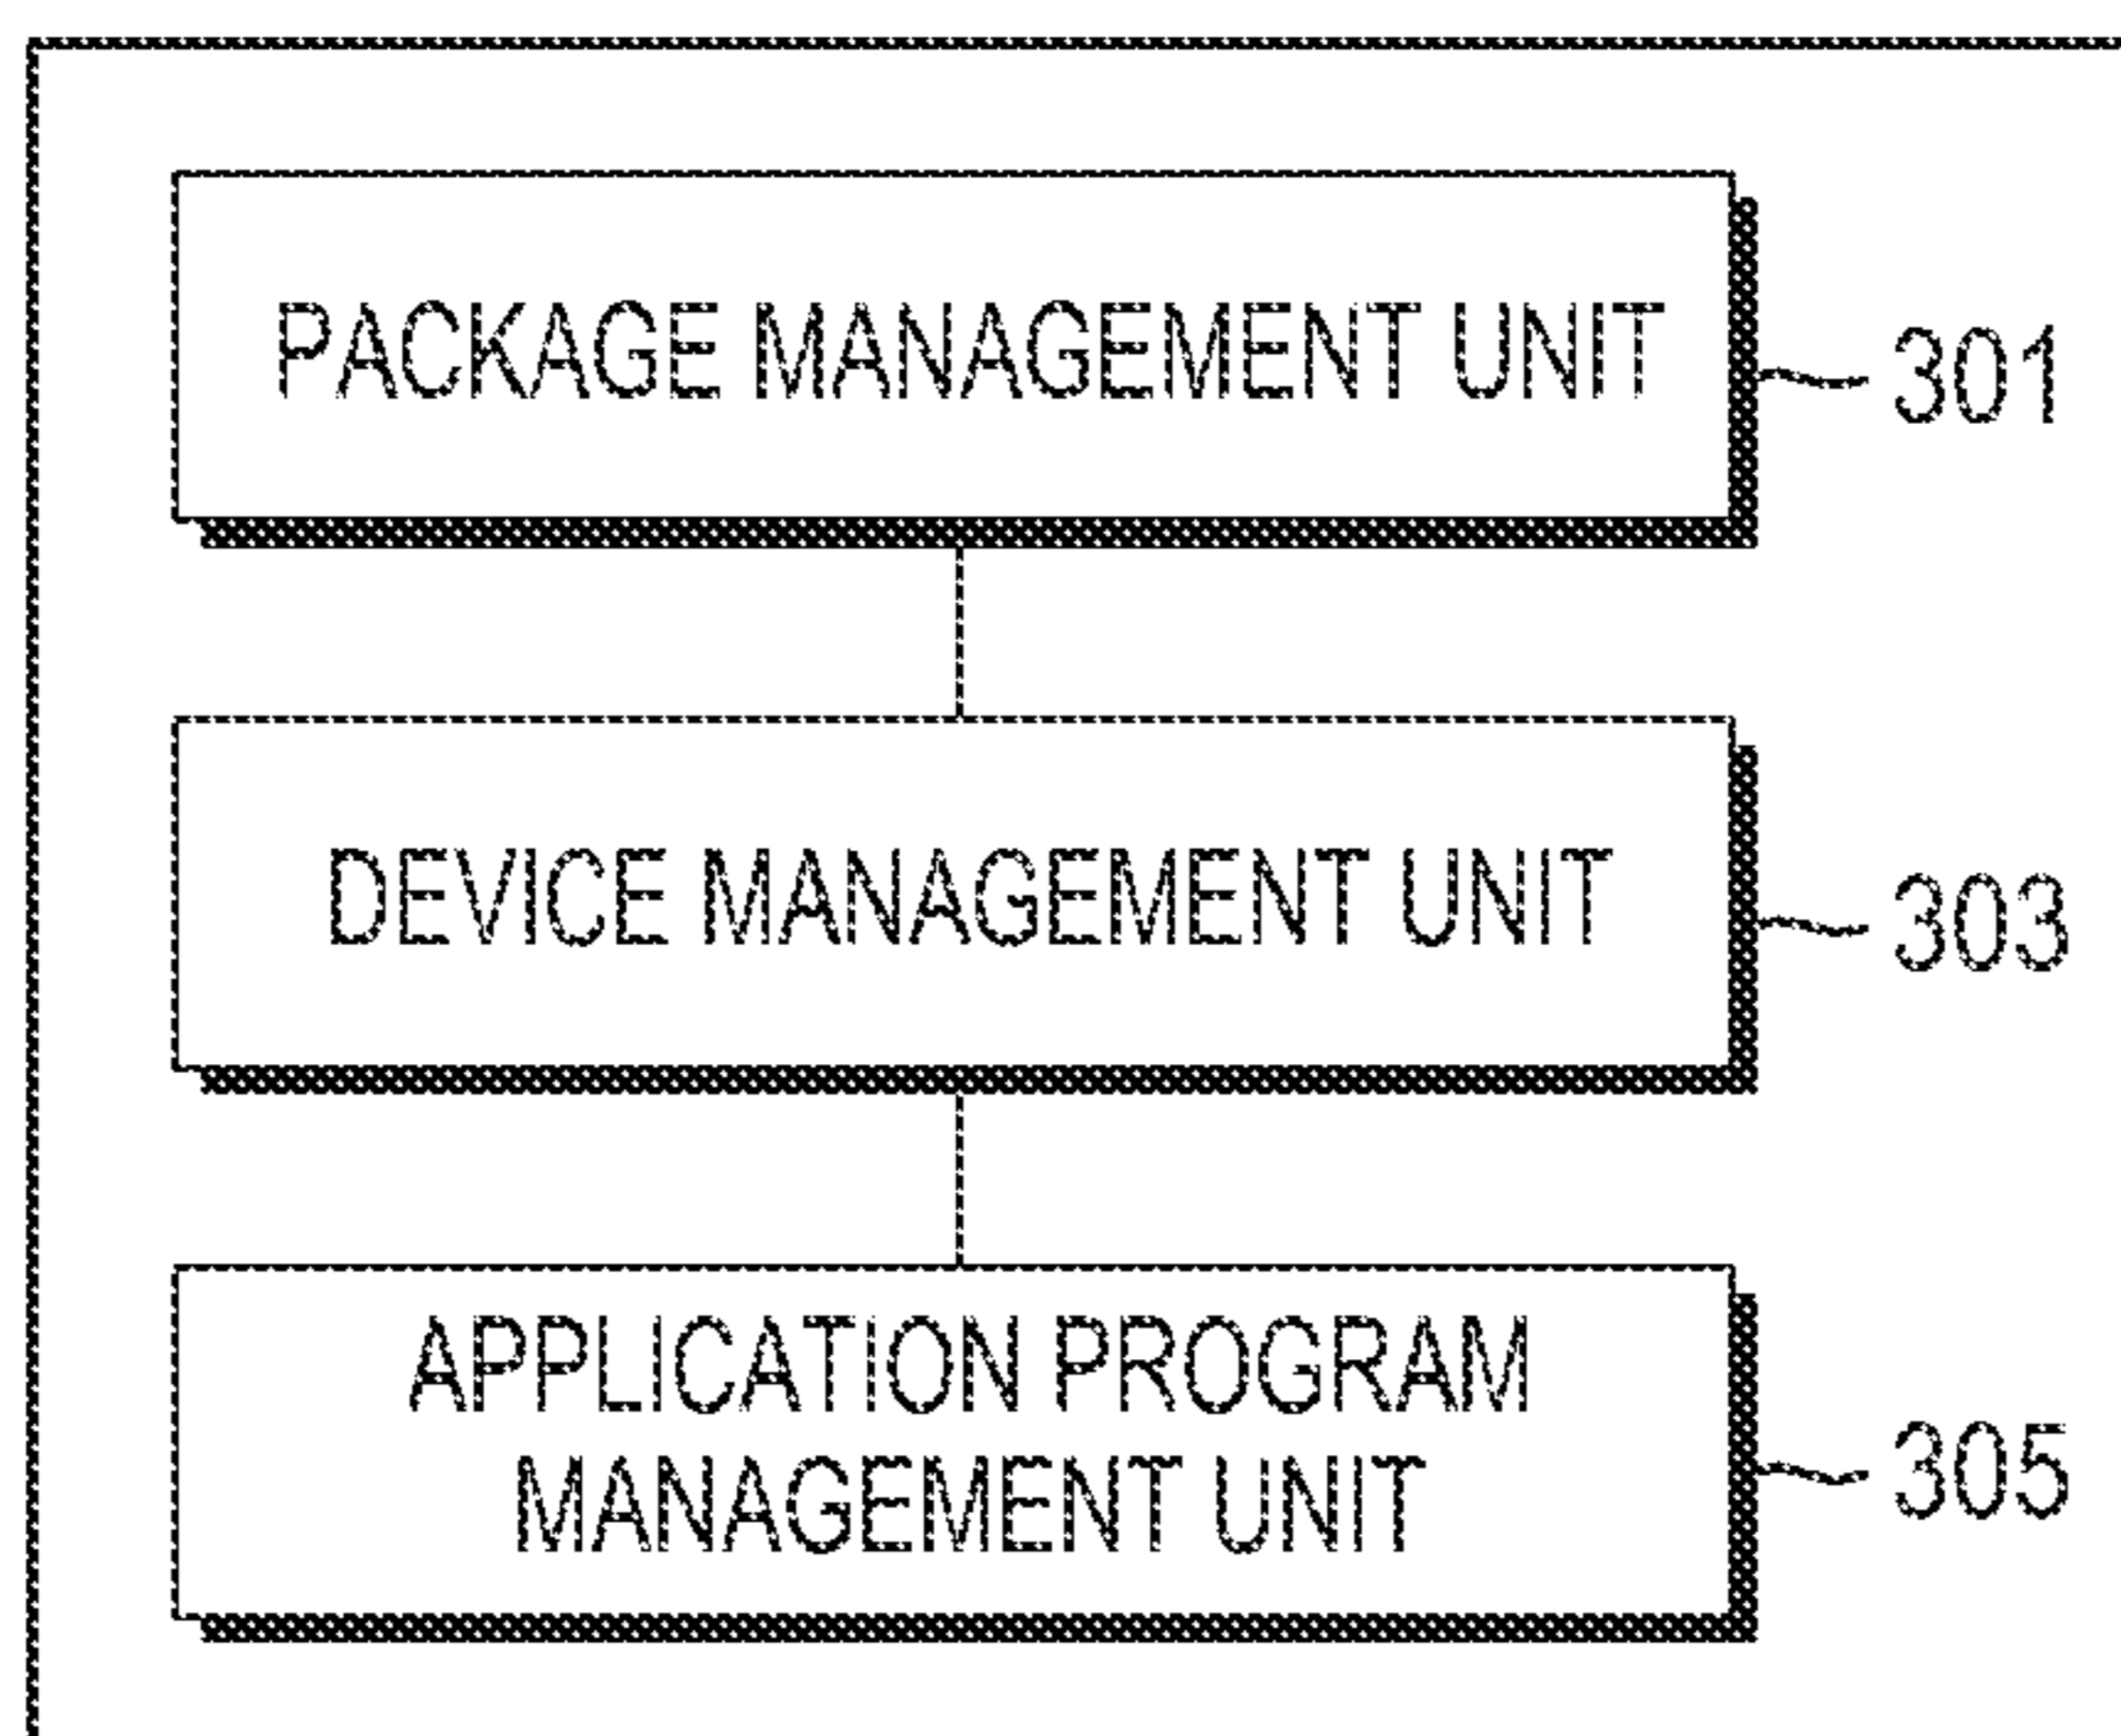 PACKAGE MANAGEMENT UNIT
301
DEVICE MANAGEMENT UNIT
303
APPLICATION PROGRAM
MANAGEMENT UNIT
305